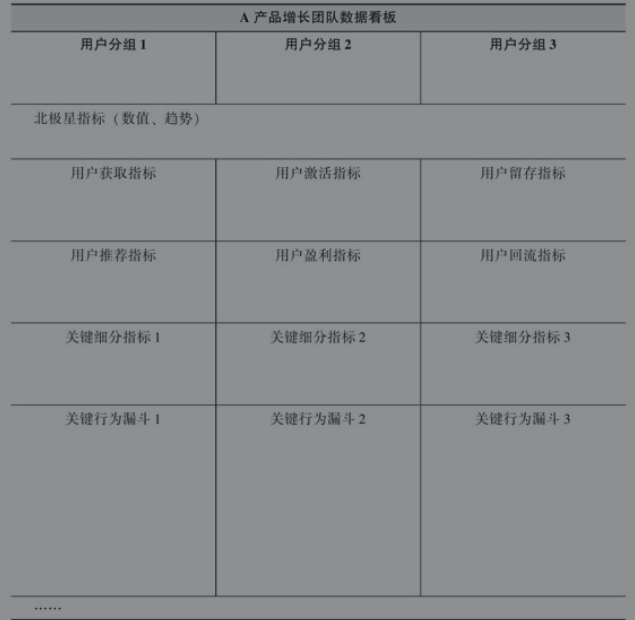 A 产品增长团队数据看板
用户分组 1 用户分组 2 用户分组 3
北极星指标（数值、趋势）
用户获取指标 用户激活指标 用户留存指标
用户推荐指标 用户盈利指标 用户回流指标
关键细分指标 1 关键细分指标 2 关键细分指标 3
关键行为漏斗 1 关键行为漏斗 2 关键行为漏斗 3
……